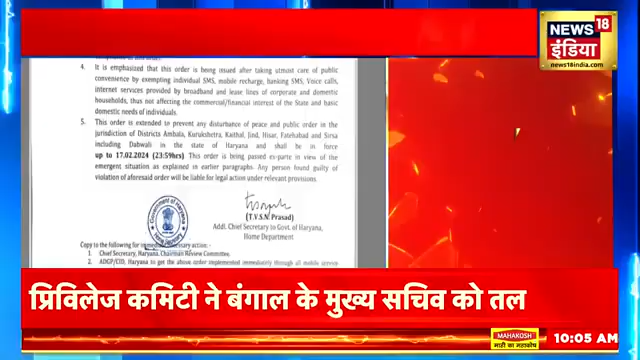 4. It is emphasized that this order is being issued after taking utmost care of public
convenience by exempting individual SMS, mobile recharge, banking SMS, Voice calls,
internet services provided by broadband and lease lines of corporate and domestic
households, thus not affecting the commercial/financial interest of the State and basic
domestic needs of individuals.
5. This order is extended to prevent any disturbance of peace and public order in the
jurisdiction of Districts Ambala, Kurukshetra, Kaithal, Jind, Hisar, Fatehabad and Sirsa
including Dabwali in the state of Haryana and shall be in force
up to 17.02.2024 (23:59hrs) This order is being passed ex-parte in view of the
emergent situation as explained in earlier paragraphs. Any person found guilty of
violation of aforesaid order will be liable for legal action under relevant provisions.
(T.V.S.N. Prasad)
Addl. Chief Secretary to Govt. of Haryana,
Home Department
Copy to the following for immediate necessary action: -
1. Chief Secretary, Haryana, Chairman Review Committee,
2. ADGP/CID, Haryana to get the above order implemented immediately through all mobile service
NEWS 18
इंडिया
news18india.com
प्रिविलेज कमिटी ने बंगाल के मुख्य सचिव को तल
MAHAKOSH
10:05 AM